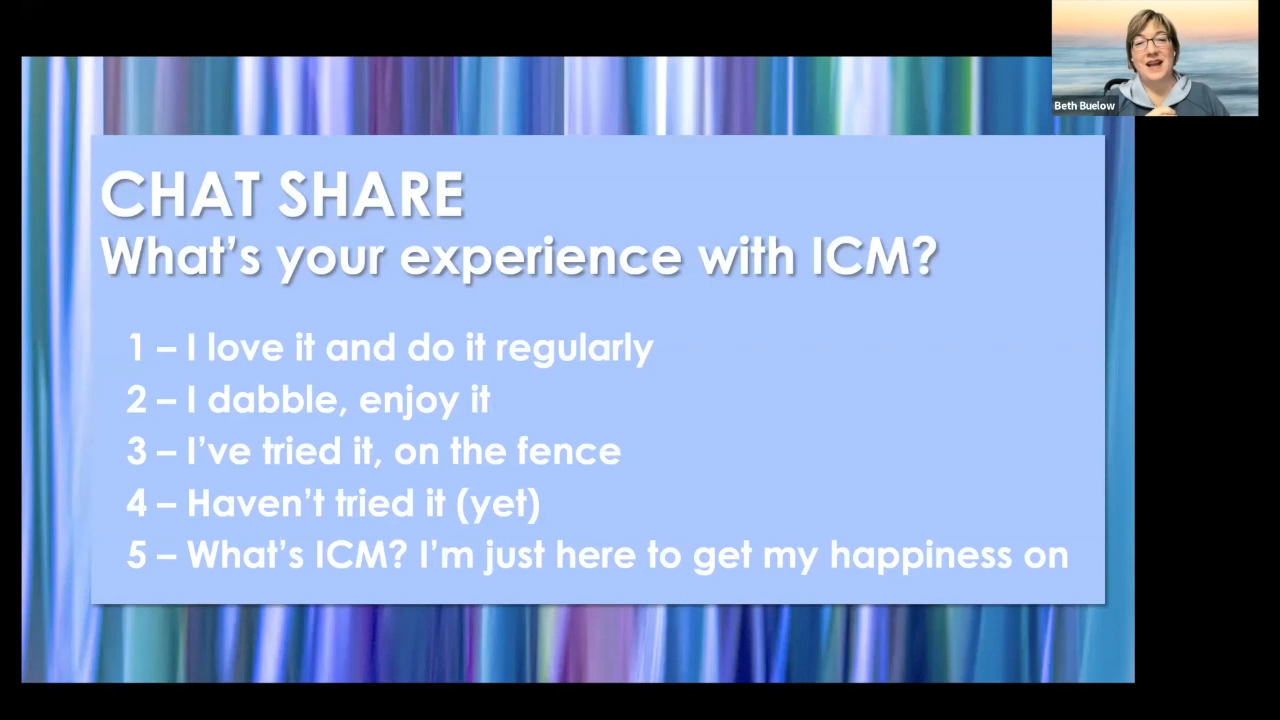 Beth Buelow
CHAT SHARE
What’s your experience with ICM?
1 – I love it and do it regularly
2 – I dabble, enjoy it
3 – I’ve tried it, on the fence
4 – Haven’t tried it (yet)
5 – What’s ICM? I’m just here to get my happiness on